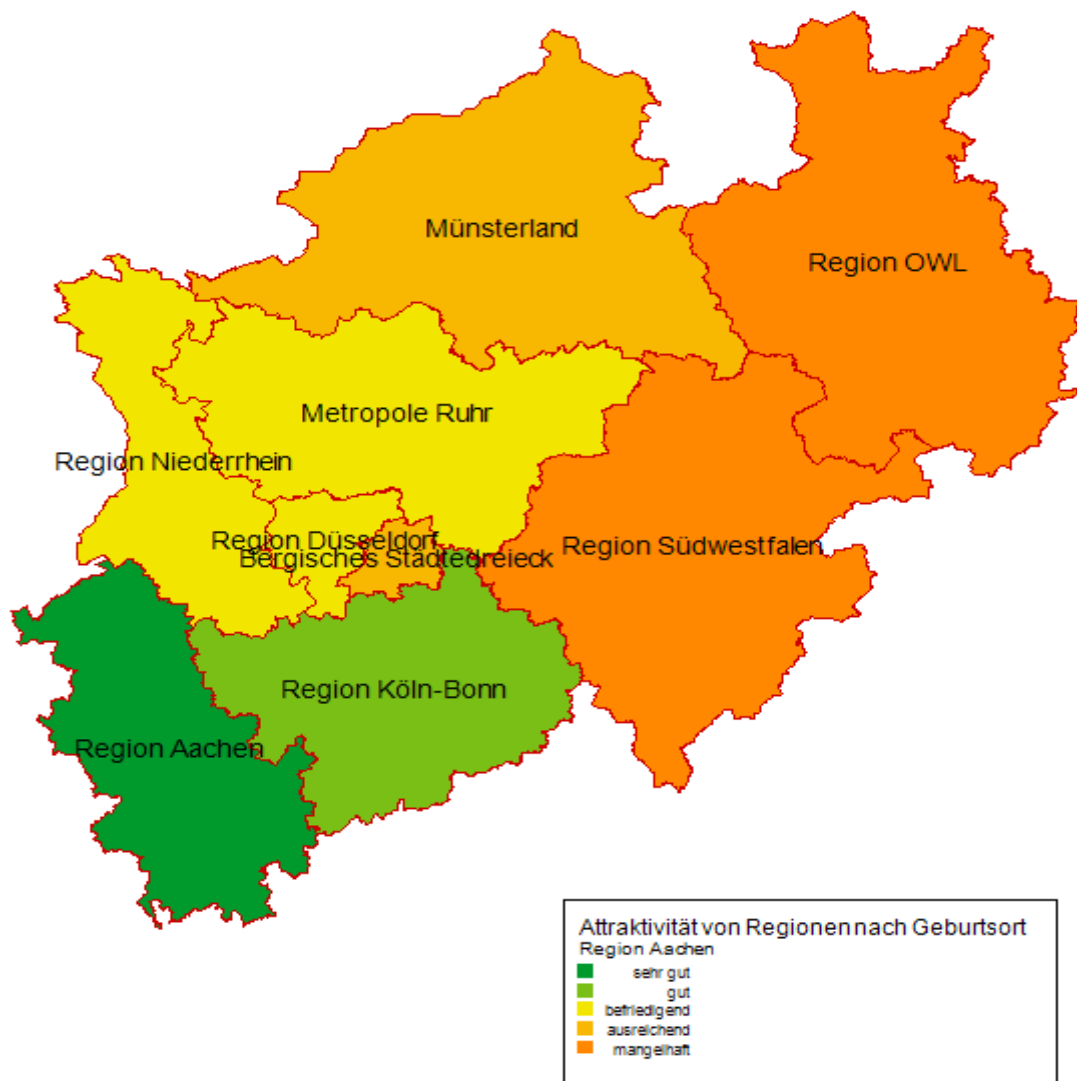 Münsterland
Region OWL
Metropole Ruhr
Region Niederrhein
Region Düsseldorf
Bergisches Städtedreieck
Region Südwestfalen
Region Köln-Bonn
Region Aachen
Attraktivität von Regionen nach Geburtsort
Region Aachen
sehr gut
gut
befriedigend
ausreichend
mangelhaft